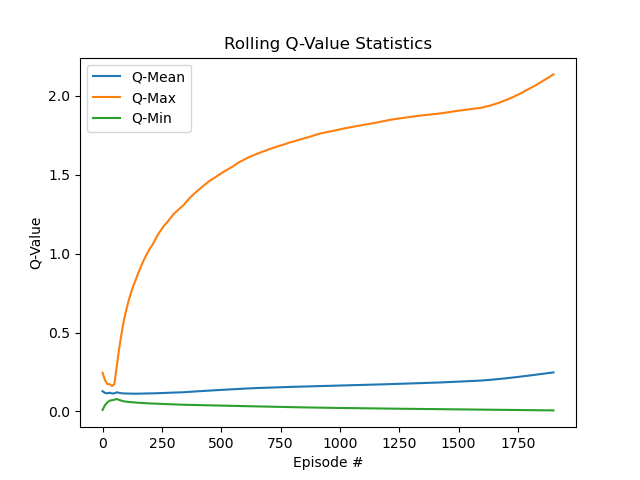 Rolling Q-Value Statistics
Q-Mean
Q-Max
Q-Min
Q-Value
2.0
1.5
1.0
0.5
0.0
0 250 500 750 1000 1250 1500 1750
Episode #